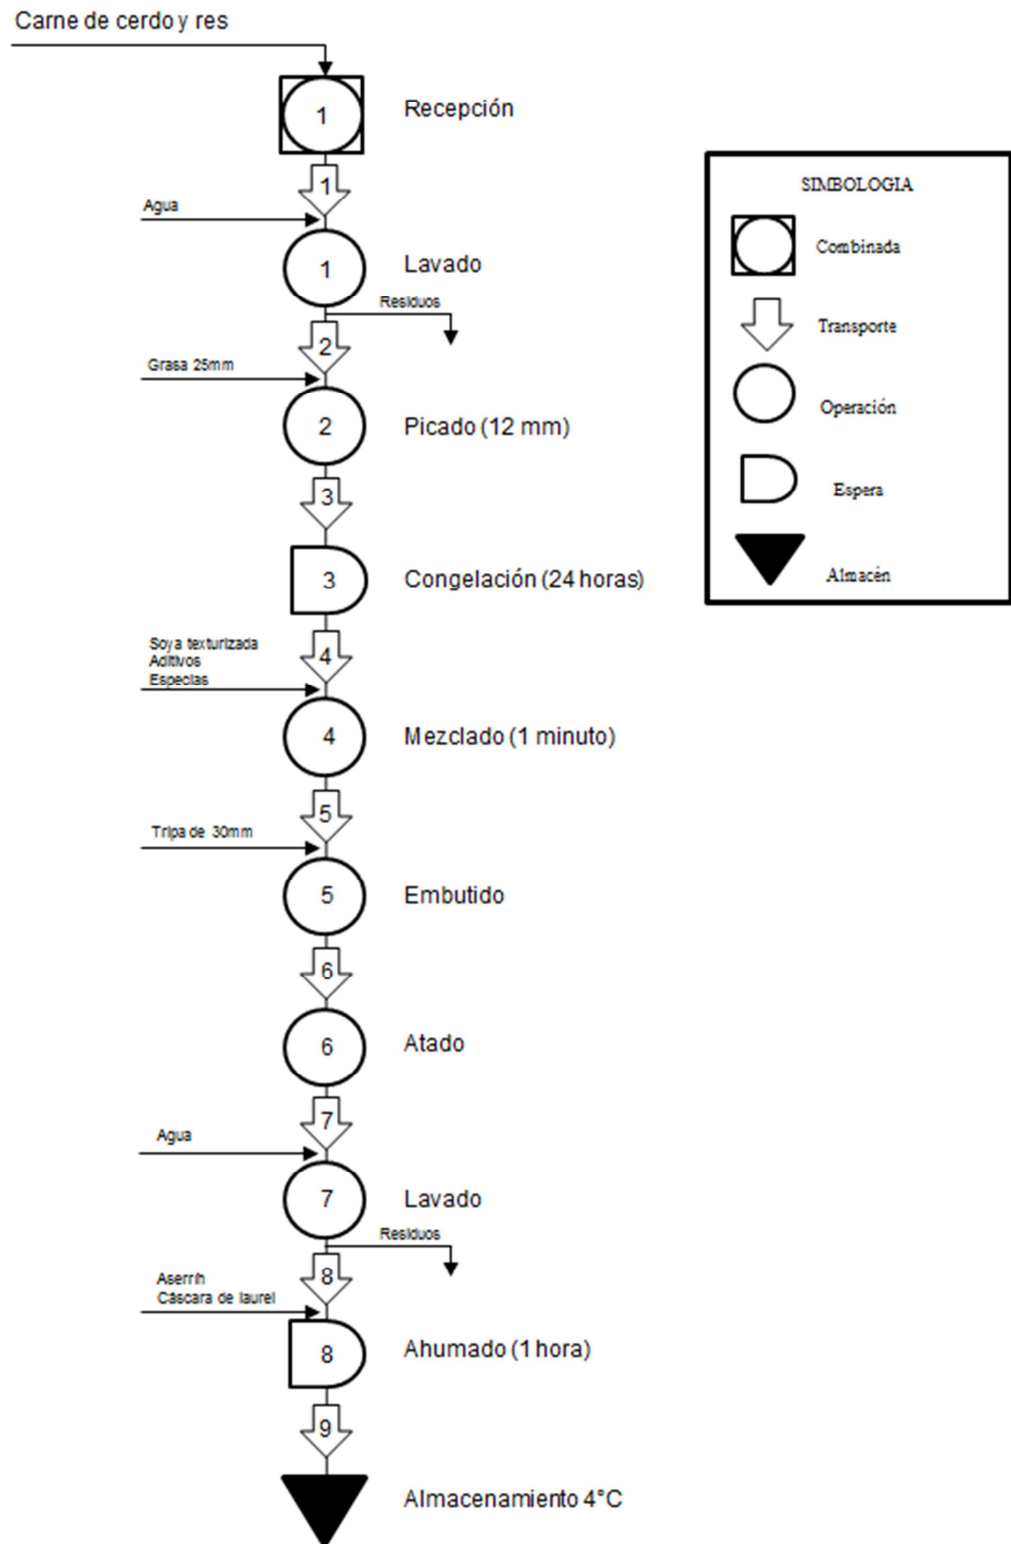 Carne de cerdo y res
1
Recepción
1
Agua
1
Lavado
Residuos
2
Grasa 25mm
2
Picado (12 mm)
3
3
Congelación (24 horas)
4
Soya texturizada
Aditivos
Especias
4
Mezclado (1 minuto)
5
Tripa de 30mm
5
Embutido
6
6
Atado
7
Agua
7
Lavado
Residuos
8
Aserrín
Cáscara de laurel
8
Ahumado (1 hora)
9
Almacenamiento 4°C
SIMBOLOGIA
Combinada
Transporte
Operación
Espera
Almacén